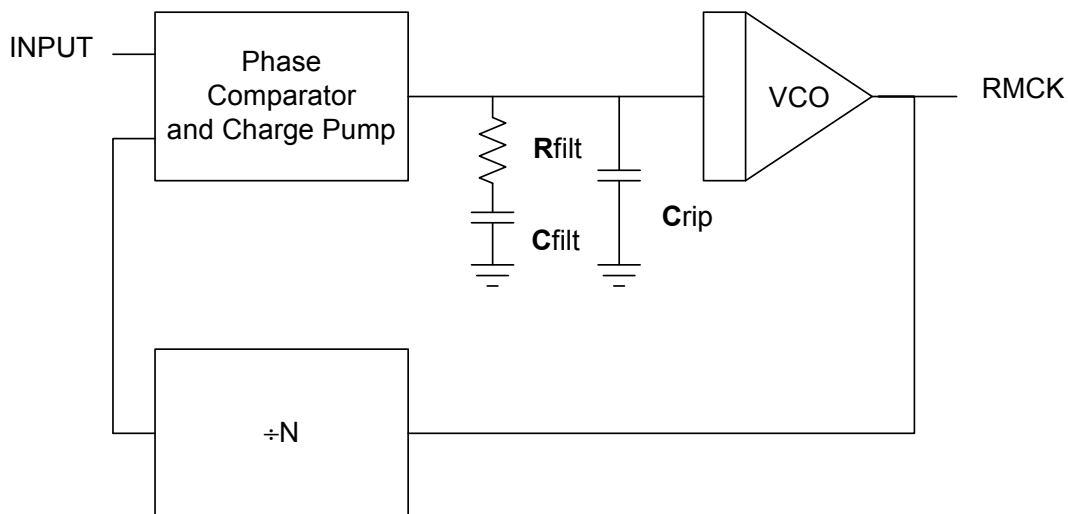 INPUT
Phase
Comparator
and Charge Pump
VCO
RMCK
Rfilt
Cfilt
Crip
÷N